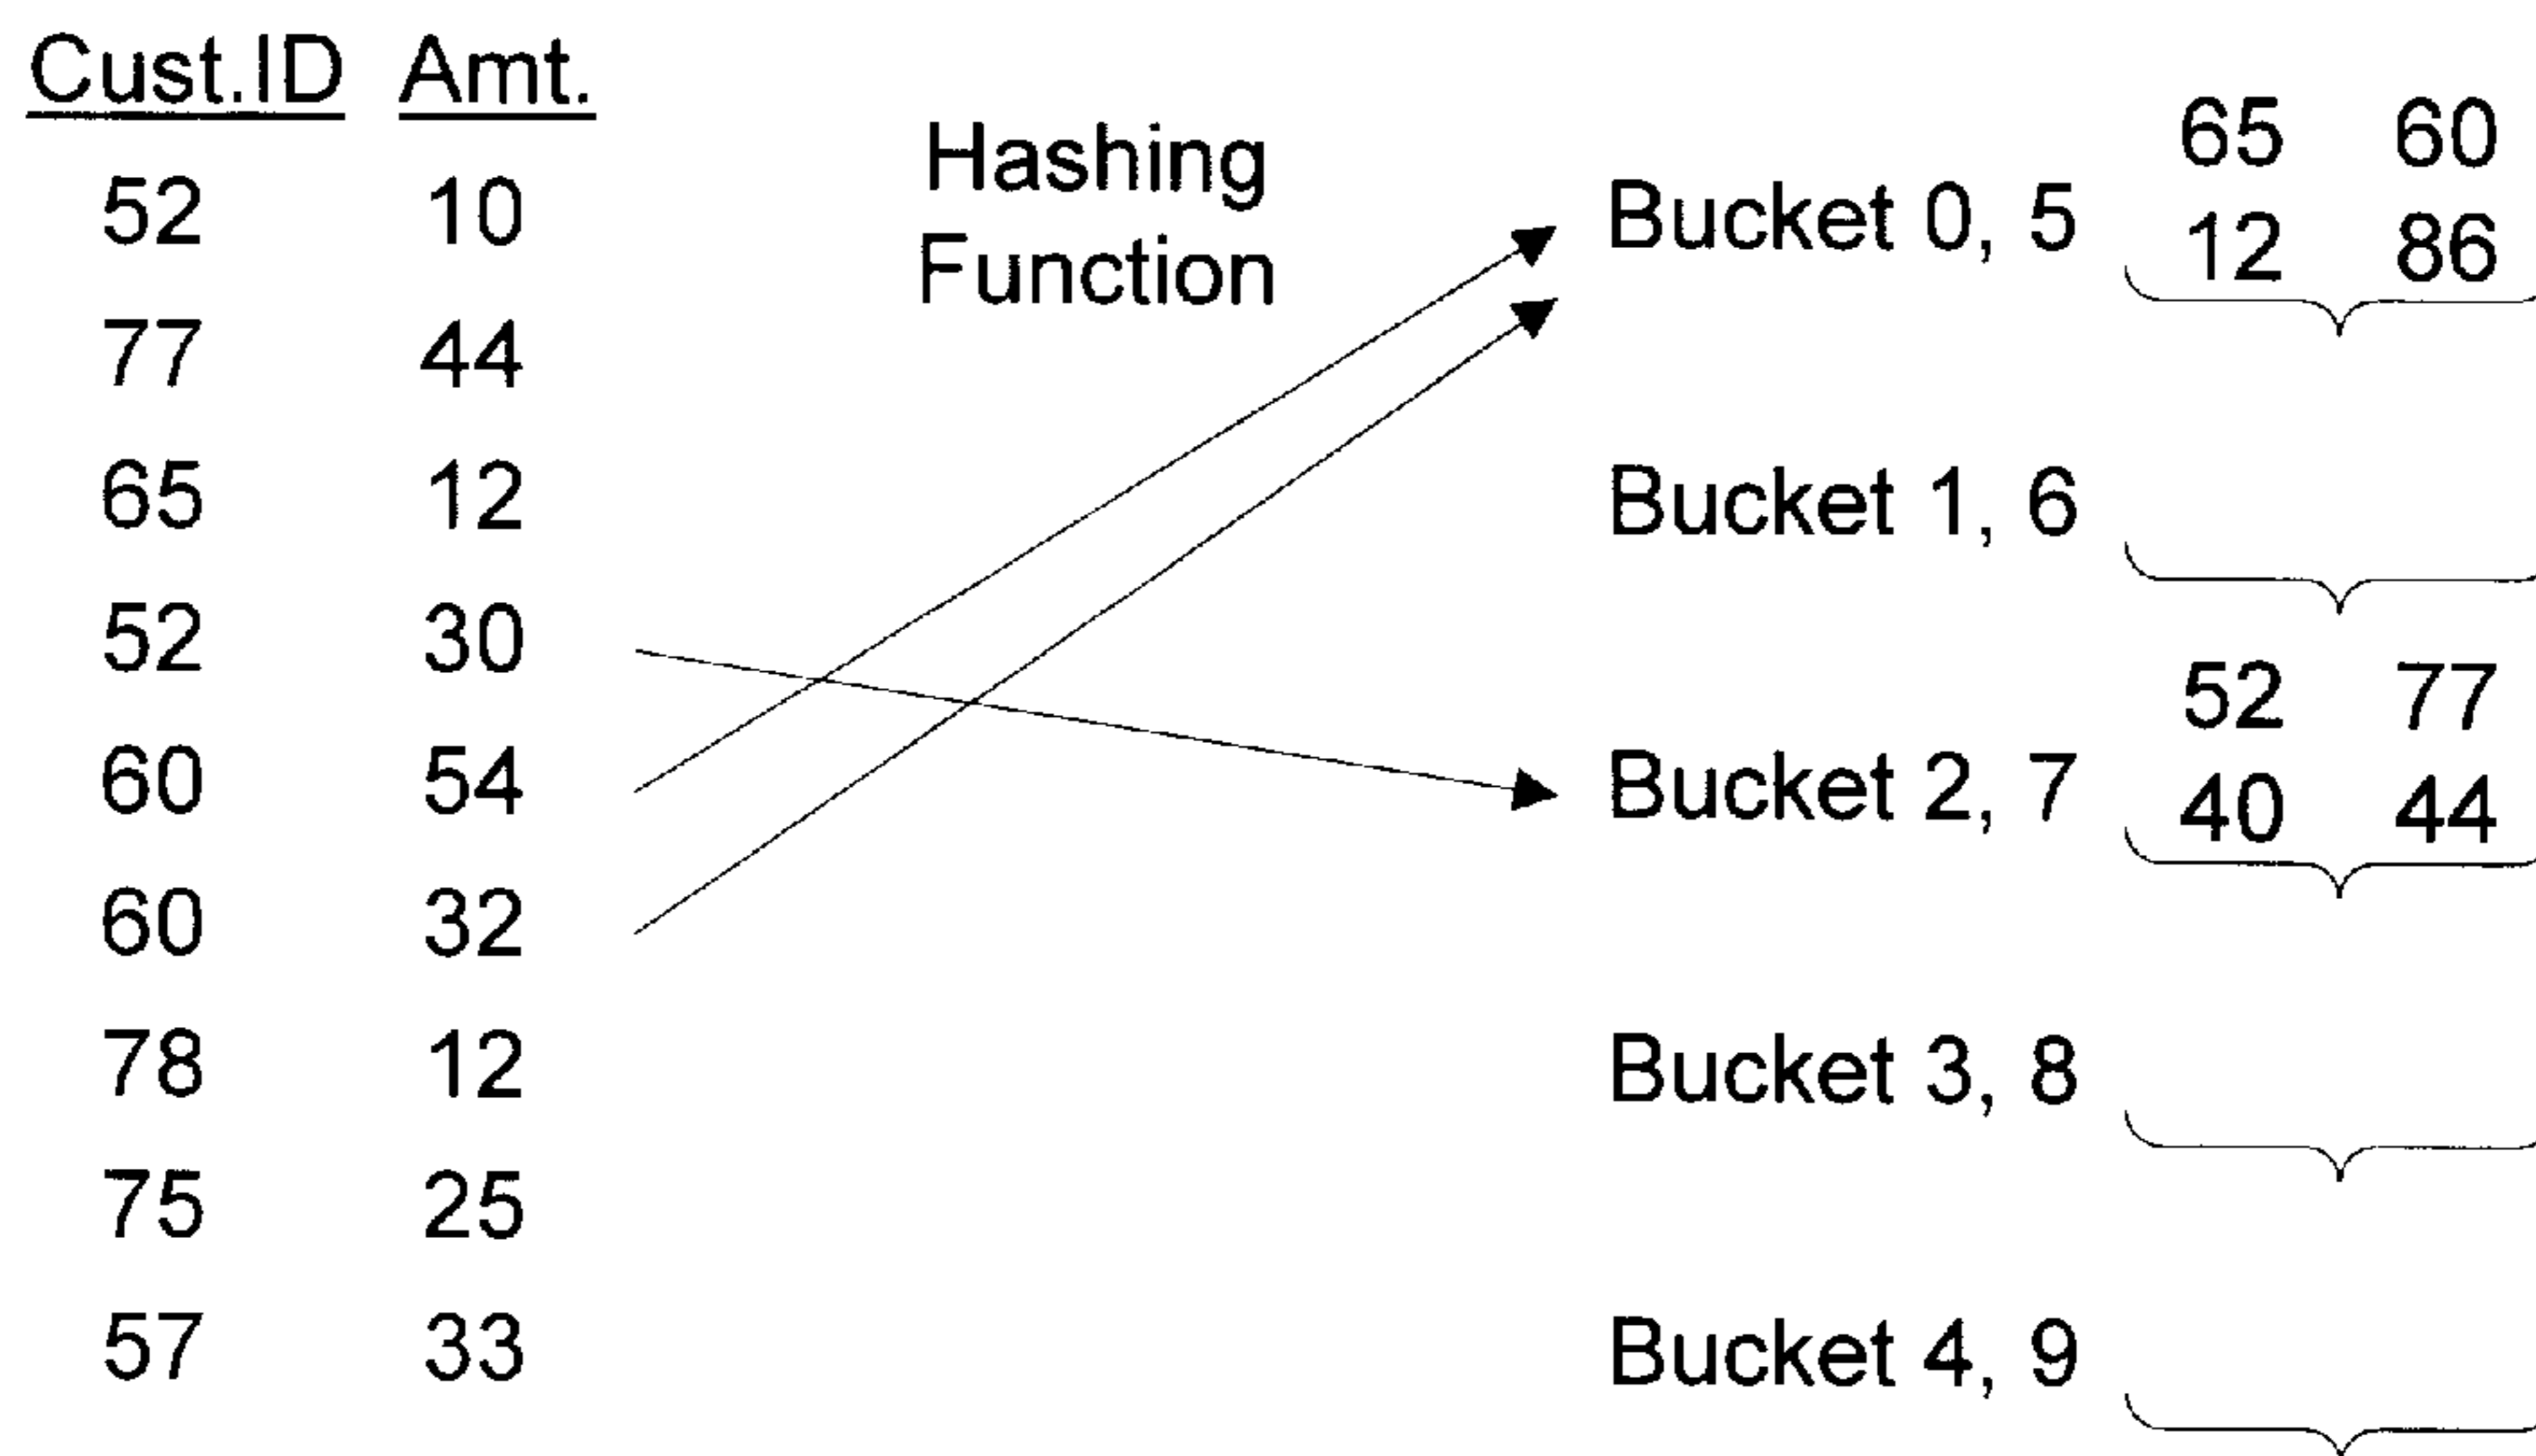 Cust.ID Amt.
52 10
77 44
65 12
52 30
60 54
60 32
78 12
75 25
57 33
Hashing
Function
65 60
Bucket 0, 5 12 86
Bucket 1, 6
52 77
Bucket 2, 7 40 44
Bucket 3, 8
Bucket 4, 9